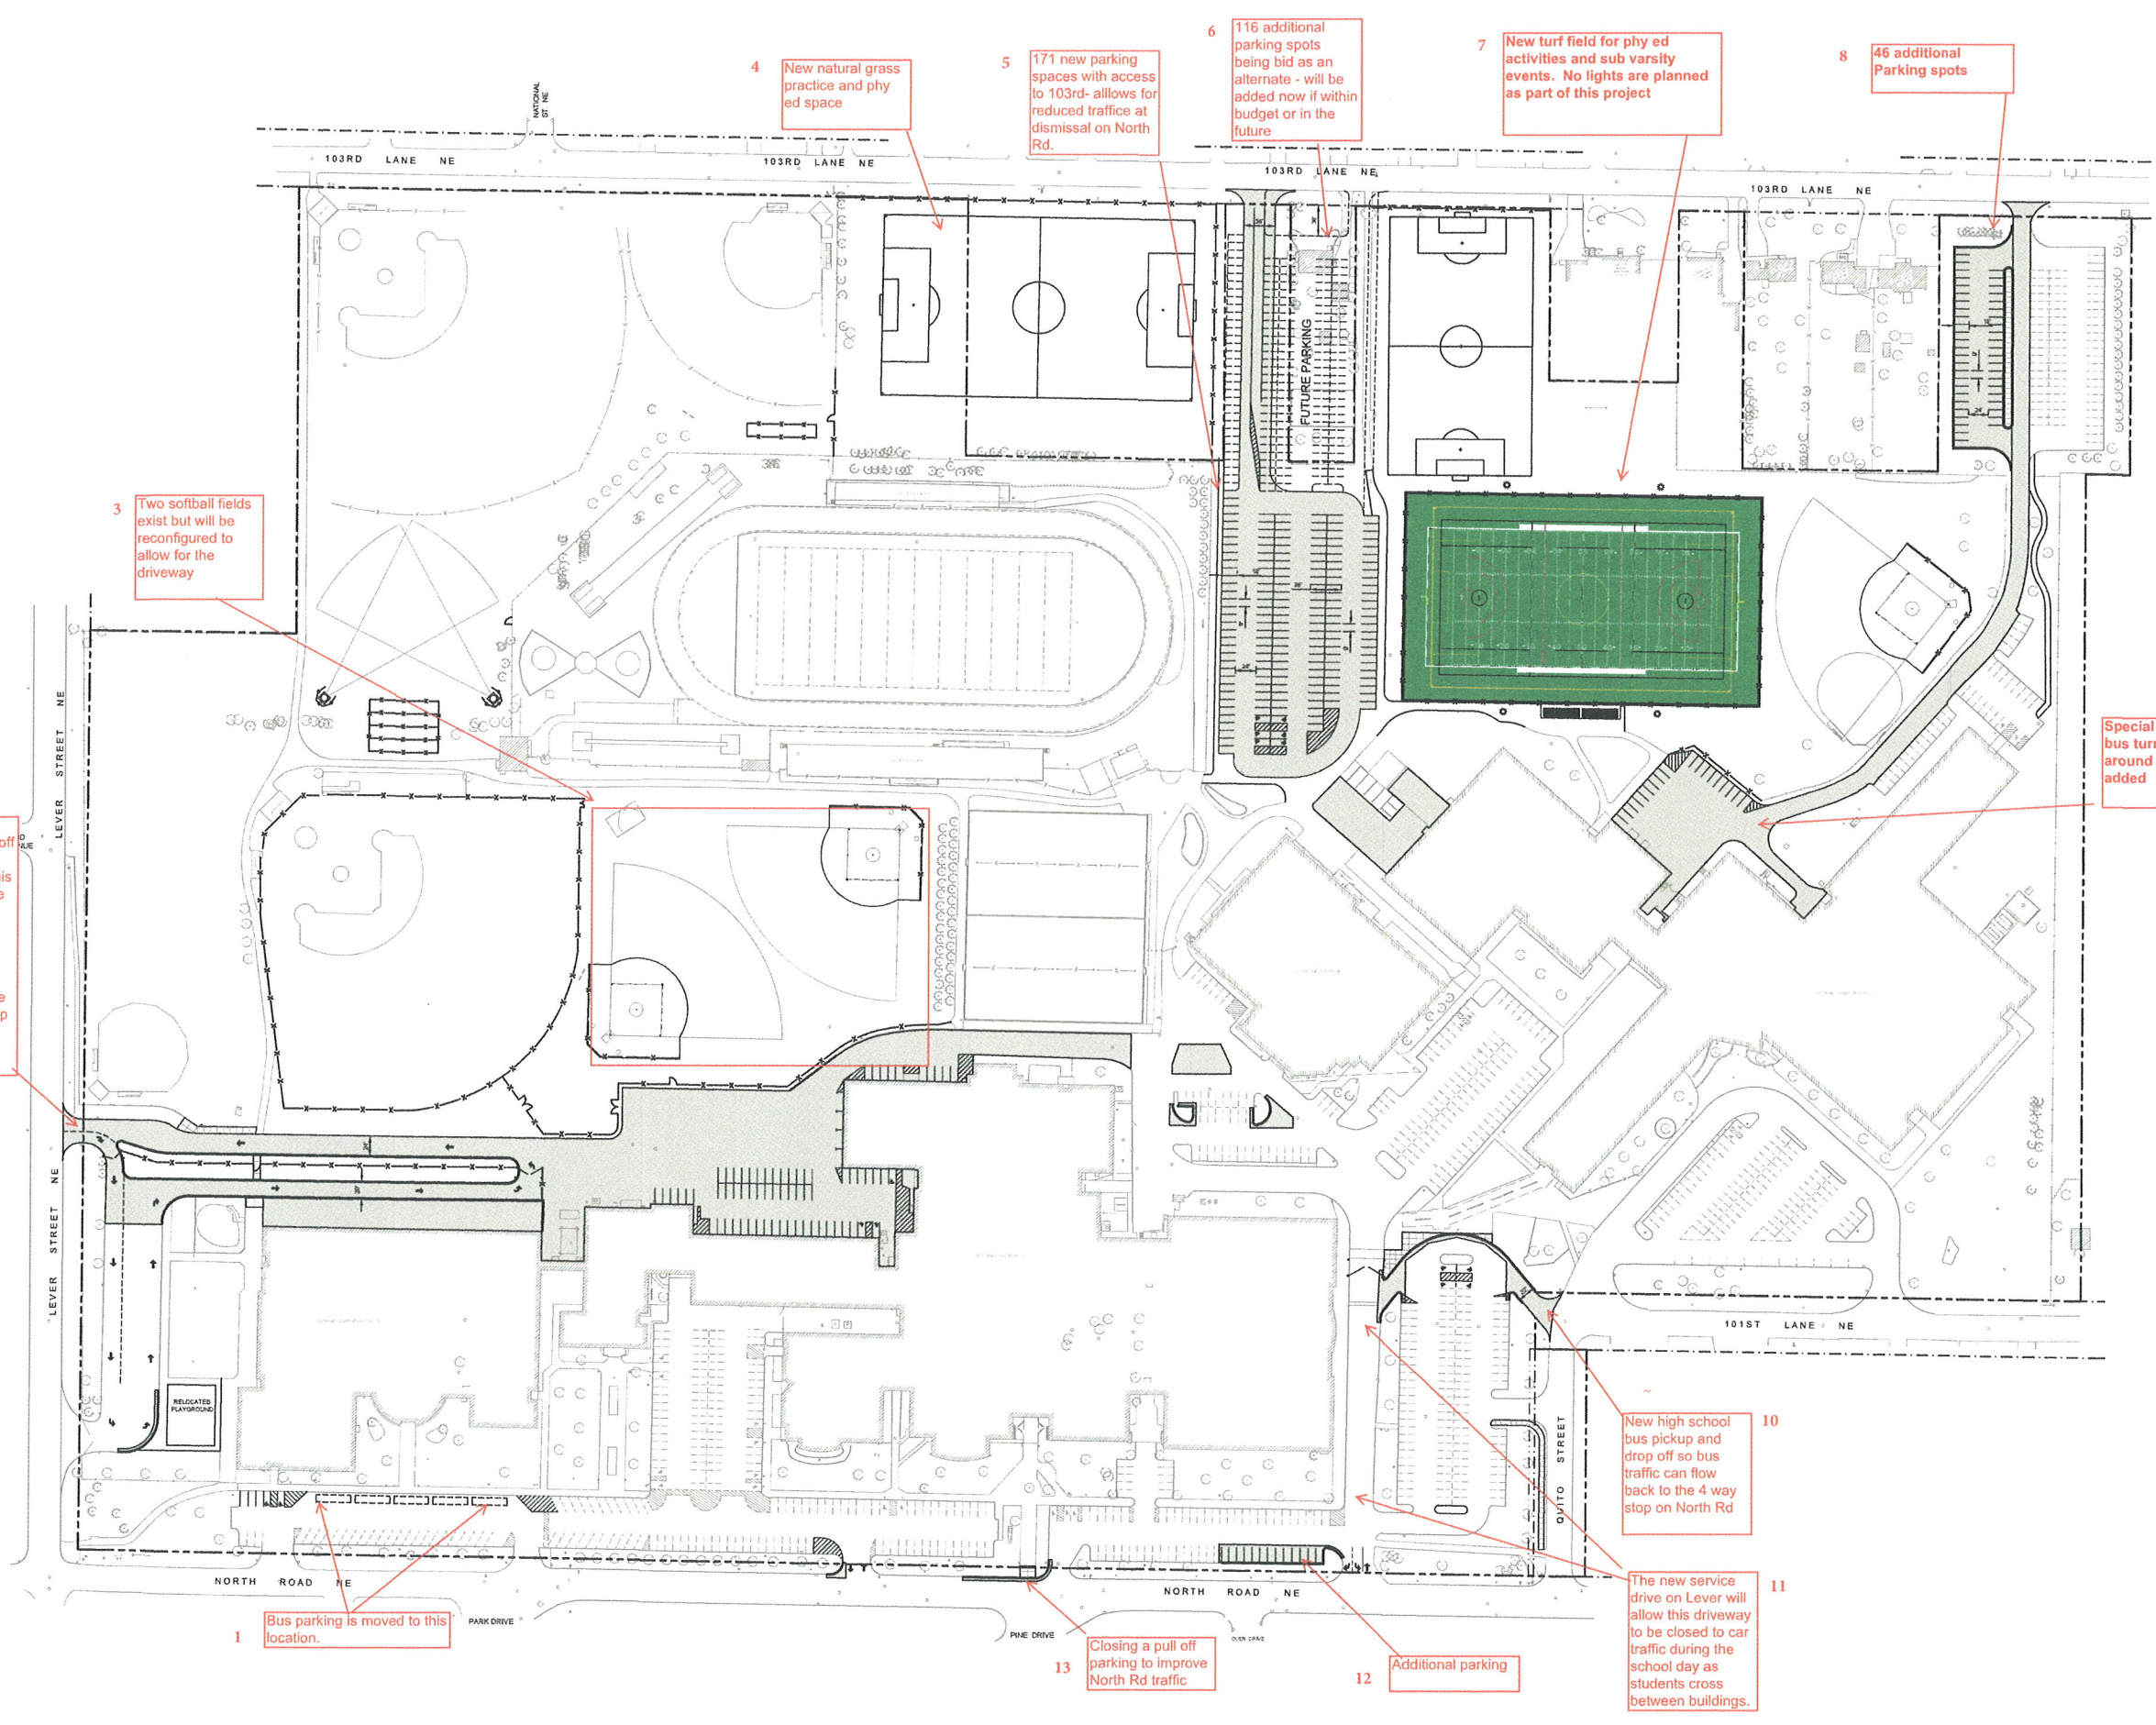 6
116 additional
parking spots
being bid as an
alternate - will be
added now if within
budget or in the
future
7
New turf field for phy ed
activities and sub varsity
events. No lights are planned
as part of this project
8
46 additional
Parking spots
5
171 new parking
spaces with access
to 103rd- alllows for
reduced traffice at
dismissal on North
Rd.
4
New natural grass
practice and phy
ed space
NATIONAL
ST NE
103RD LANE NE
103RD LANE NE
103RD LANE NE
103RD LANE NE
FUTURE PARKING
3
Two softball fields
exist but will be
reconfigured to
allow for the
driveway
LEVER STREET NE
Special
bus turn
around
added
off
LEVER STREET NE
RELOCATED
PLAYGROUND
101ST LANE NE
10
New high school
bus pickup and
drop off so bus
traffic can flow
back to the 4 way
stop on North Rd
QUITO STREET
NORTH ROAD NE
NORTH ROAD NE
11
The new service
drive on Lever will
allow this driveway
to be closed to car
traffic during the
school day as
students cross
between buildings.
1
Bus parking is moved to this
location.
PARK DRIVE
PINE DRIVE
13
Closing a pull off
parking to improve
North Rd traffic
12
Additional parking